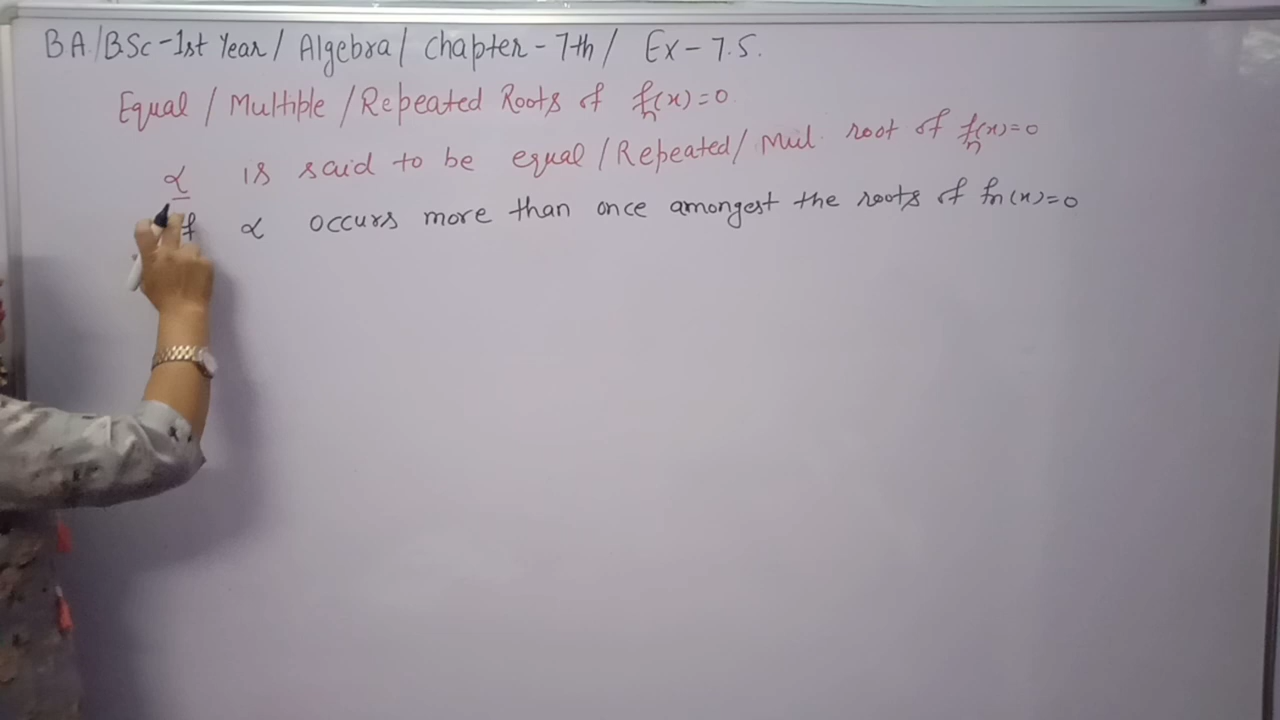 BA/BSc-1st Year/ Algebra/ Chapter-7th/ Ex-7.5.
Equal / Multiple / Repeated Roots of fn(x)=0
α is said to be equal/Repeated/Mul. root of fn(x)=0
if α occurs more than once amongest the roots of fn(x)=0